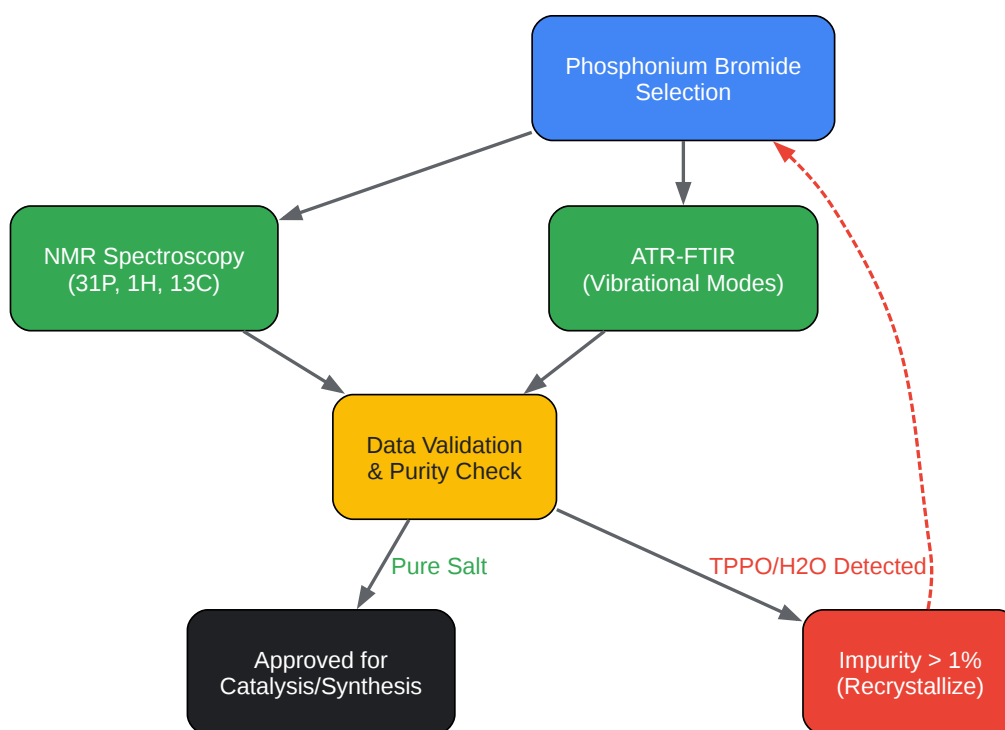 Phosphonium Bromide
Selection
NMR Spectroscopy
(31P, 1H, 13C)
ATR-FTIR
(Vibrational Modes)
Data Validation
& Purity Check
Pure Salt
TPPO/H2O Detected
Approved for
Catalysis/Synthesis
Impurity > 1%
(Recrystallize)